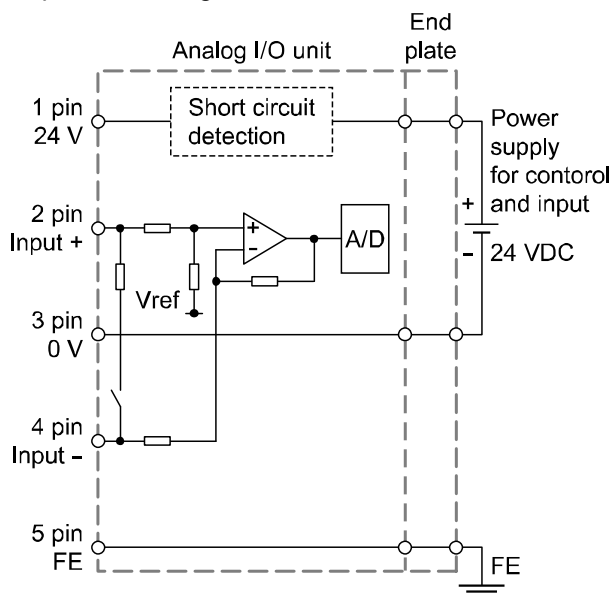 End
Analog I/O unit
plate
1 pin
24 V
Short circuit
detection
Power
supply
for contorol
and input
+
−
24 VDC
2 pin
Input +
+
−
A/D
Vref
3 pin
0 V
4 pin
Input −
5 pin
FE
FE